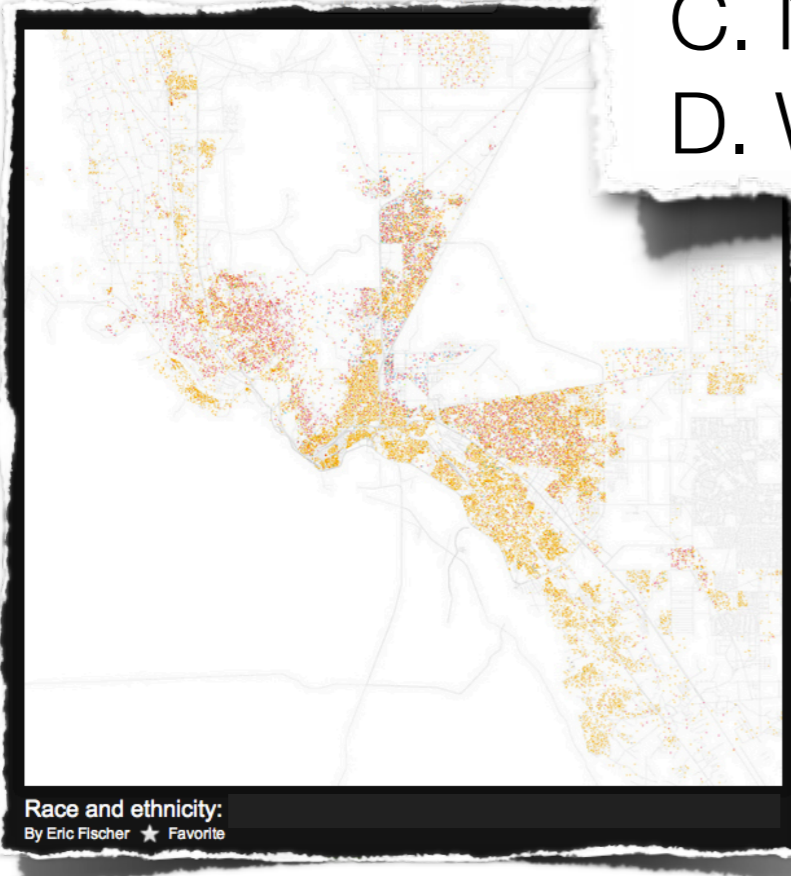 C.
D.
Race and ethnicity:
By Eric Fischer ★ Favorite